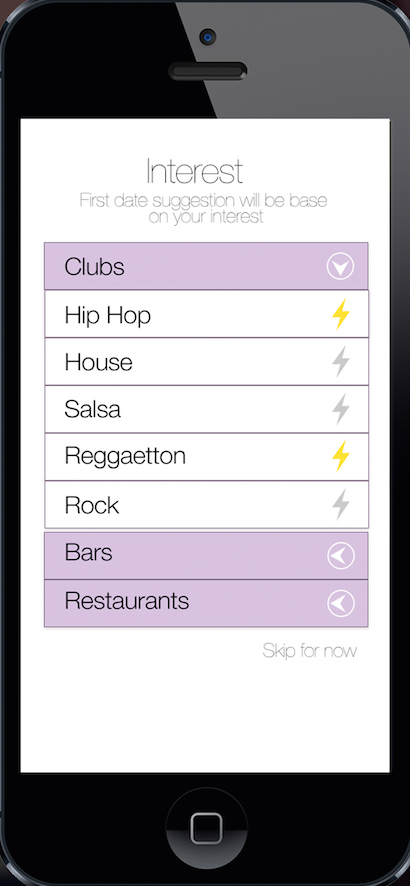 Interest
First date suggestion will be base
on your interest
Clubs
Hip Hop
House
Salsa
Reggaetton
Rock
Bars
Restaurants
Skip for now